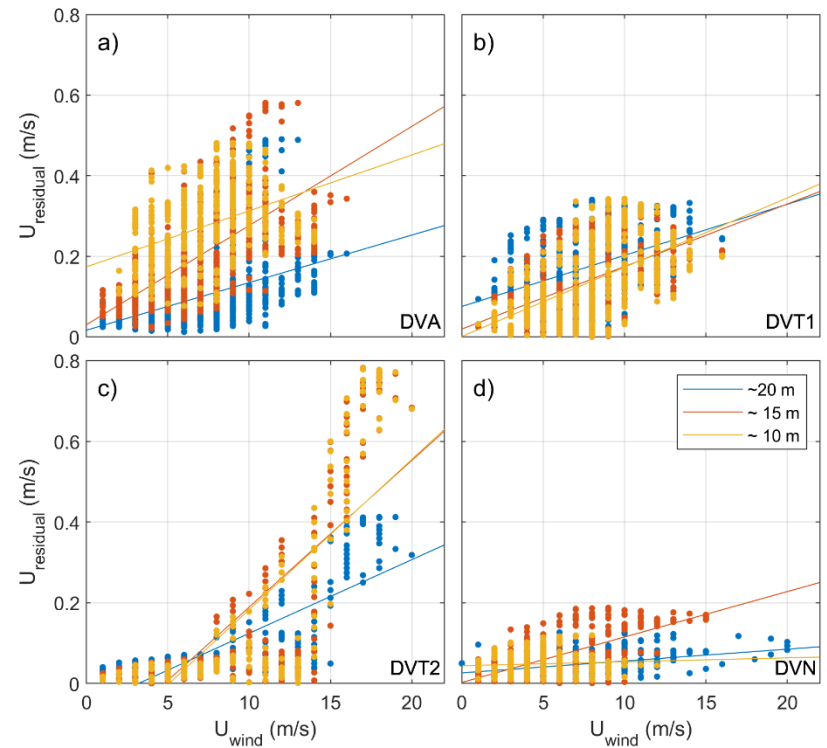 a)
b)
0.8
0.6
0.4
0.2
0
U_residual (m/s)
DVA
DVT1
c)
d)
~20 m
~ 15 m
~ 10 m
0.8
0.6
0.4
0.2
0
U_residual (m/s)
DVT2
DVN
0 5 10 15 20
5 10 15 20
U_wind (m/s)
U_wind (m/s)